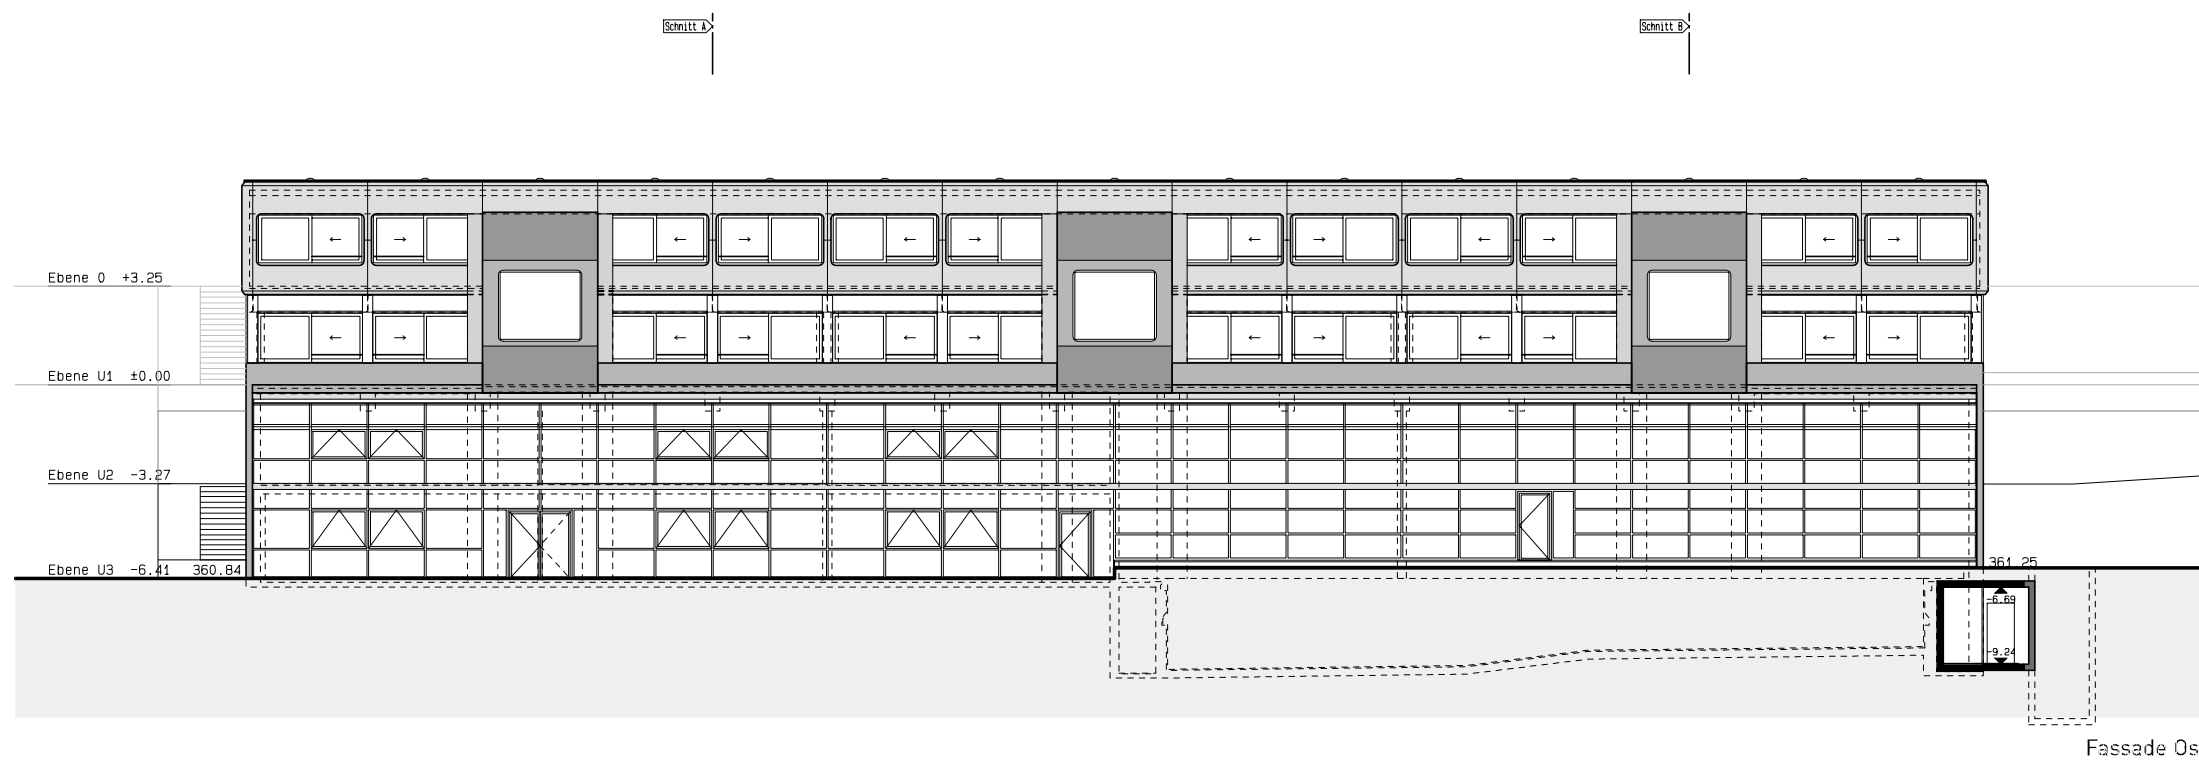 Schnitt A
Schnitt B
Ebene 0 +3.25
Ebene U1 ±0.00
Ebene U2 -3.27
Ebene U3 -6.41 360.84
361.25
-6.69
-9.24
Fassade Os